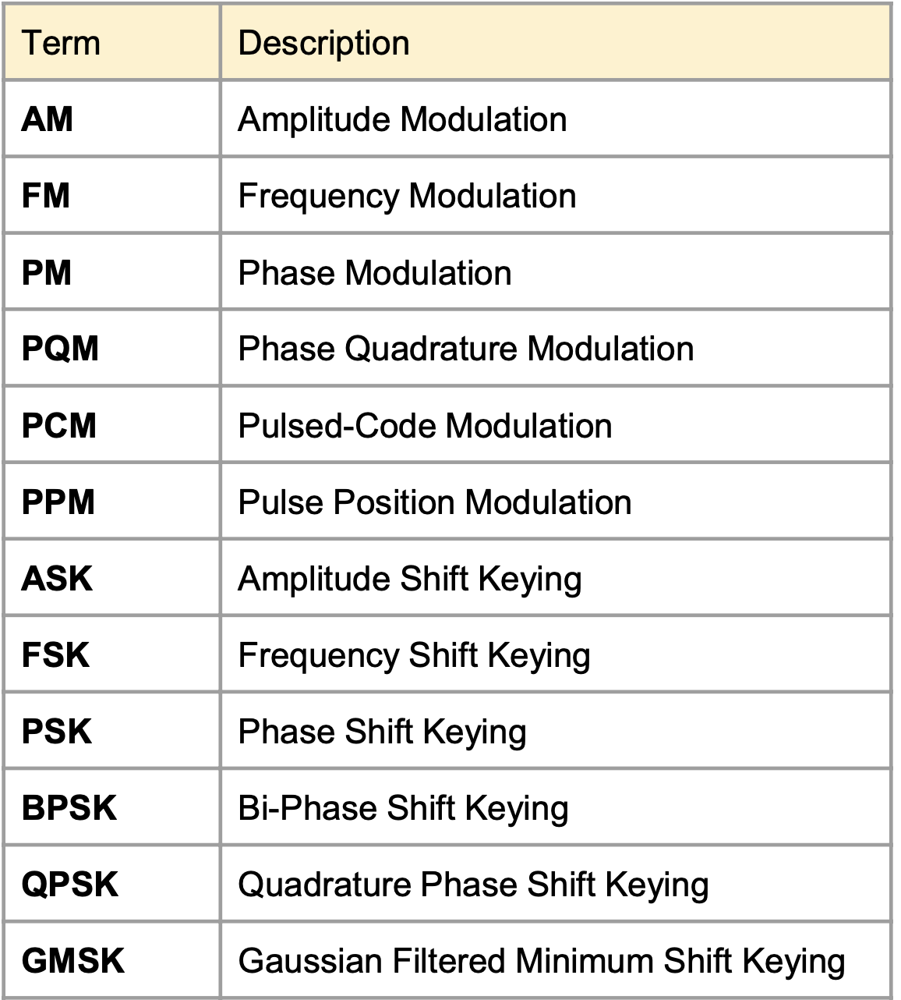 Term Description
AM Amplitude Modulation
FM Frequency Modulation
PM Phase Modulation
PQM Phase Quadrature Modulation
PCM Pulsed-Code Modulation
PPM Pulse Position Modulation
ASK Amplitude Shift Keying
FSK Frequency Shift Keying
PSK Phase Shift Keying
BPSK Bi-Phase Shift Keying
QPSK Quadrature Phase Shift Keying
GMSK Gaussian Filtered Minimum Shift Keying